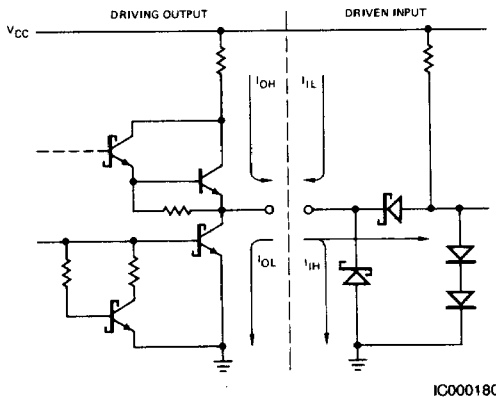 DRIVING OUTPUT
DRIVEN INPUT
VCC
IOH
IIL
IOL
IIH
IC000180